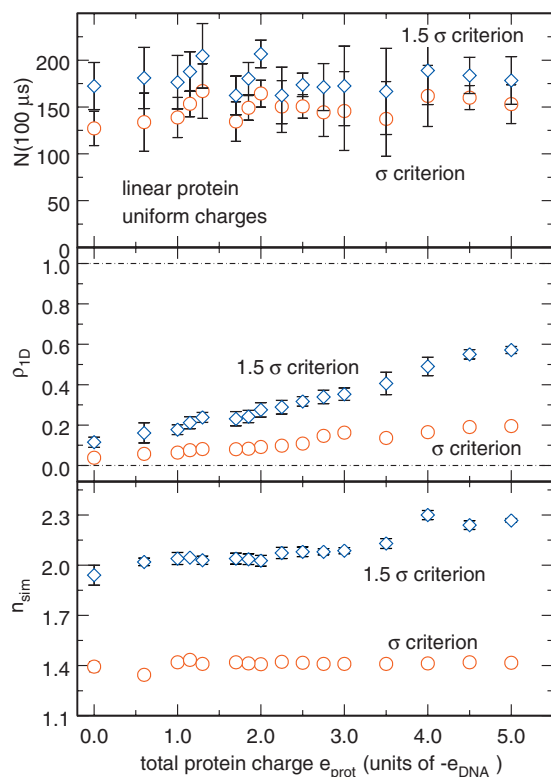 200
150
100
50
0
N(100 μs)
1.5 σ criterion
σ criterion
linear protein
uniform charges
1.0
0.8
0.6
0.4
0.2
0.0
ρ1D
1.5 σ criterion
σ criterion
2.3
2.0
1.7
1.4
1.1
nsim
1.5 σ criterion
σ criterion
0.0 1.0 2.0 3.0 4.0 5.0
total protein charge eprot (units of -eDNA)